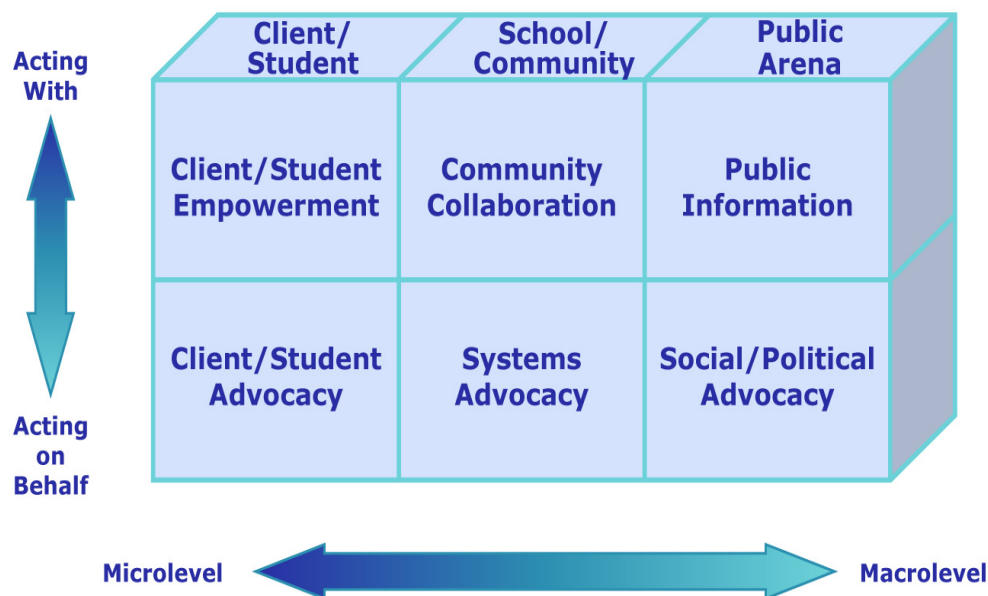 Client/
Student
School/
Community
Public
Arena
Acting
With
Client/Student
Empowerment
Community
Collaboration
Public
Information
Client/Student
Advocacy
Systems
Advocacy
Social/Political
Advocacy
Acting
on
Behalf
Microlevel
Macrolevel